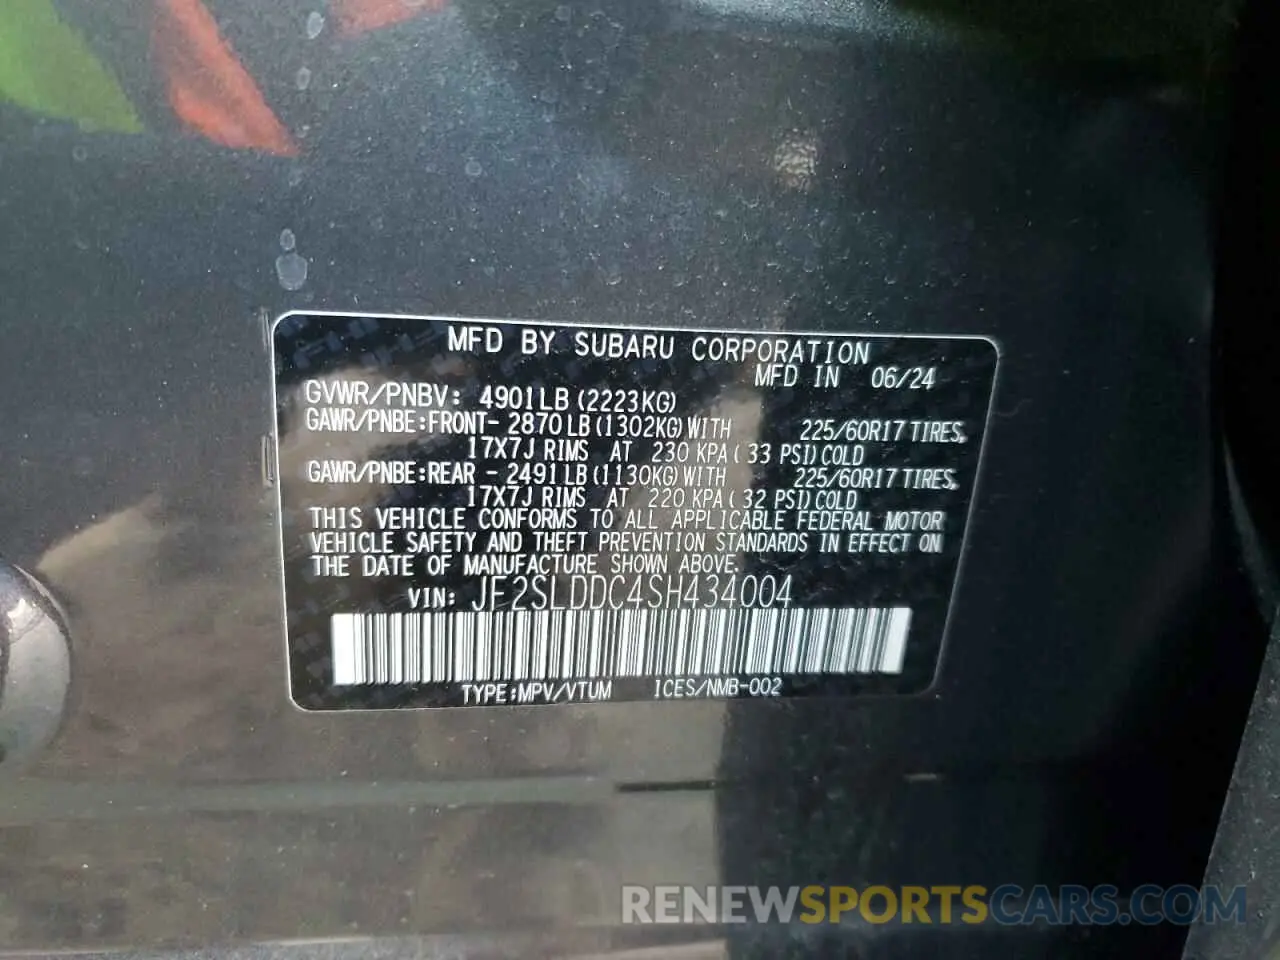 MFD BY SUBARU CORPORATION
MFD IN 06/24
GVWR/PNBV: 4901LB (2223KG)
GAWR/PNBE:FRONT- 2870LB (1302KG) WITH 225/60R17 TIRES,
17X7J RIMS AT 230 KPA ( 33 PSI) COLD
GAWR/PNBE:REAR - 2491LB (1130KG) WITH 225/60R17 TIRES,
17X7J RIMS AT 220 KPA ( 32 PSI) COLD
THIS VEHICLE CONFORMS TO ALL APPLICABLE FEDERAL MOTOR
VEHICLE SAFETY AND THEFT PREVENTION STANDARDS IN EFFECT ON
THE DATE OF MANUFACTURE SHOWN ABOVE.
VIN: JF2SLDDC4SH434004
TYPE:MPV/VTUM ICES/NMB-002
RENEWSPORTSCARS.COM